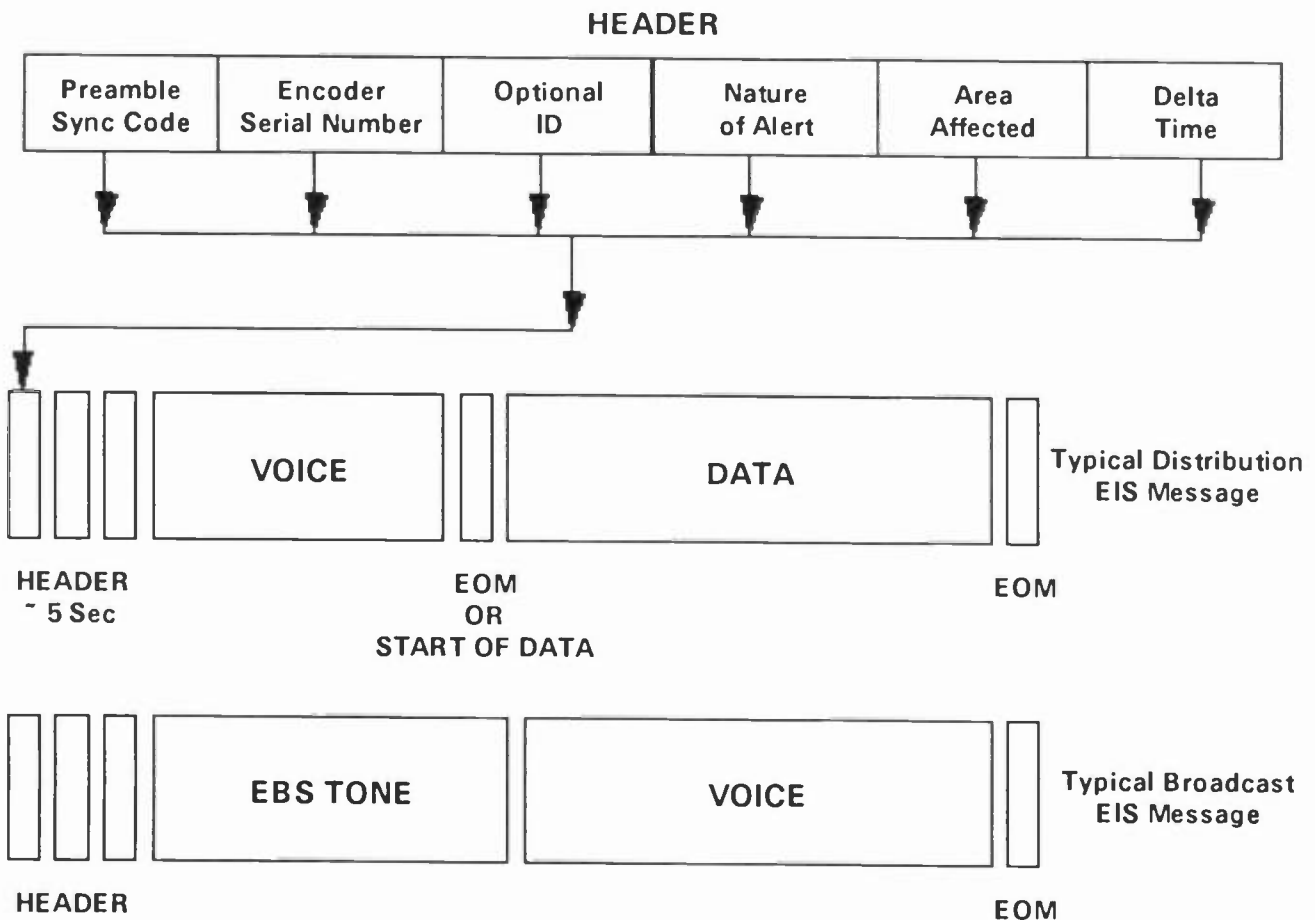 HEADER
Preamble
Sync Code
Encoder
Serial Number
Optional
ID
Nature
of Alert
Area
Affected
Delta
Time
VOICE
DATA
Typical Distribution
EIS Message
HEADER
~ 5 Sec
EOM
OR
START OF DATA
EOM
EBS TONE
VOICE
Typical Broadcast
EIS Message
HEADER
EOM